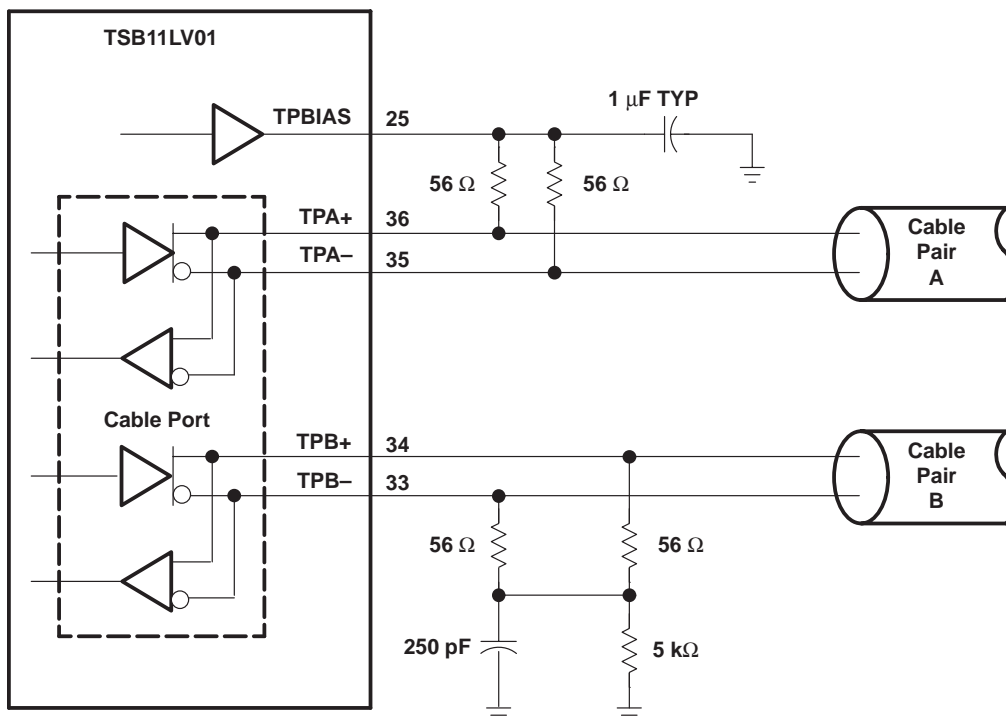 TSB11LV01
TPBIAS 25
1 μF TYP
56 Ω 56 Ω
TPA+ 36
TPA– 35
Cable
Pair
A
Cable Port
TPB+ 34
TPB– 33
Cable
Pair
B
56 Ω 56 Ω
250 pF 5 kΩ